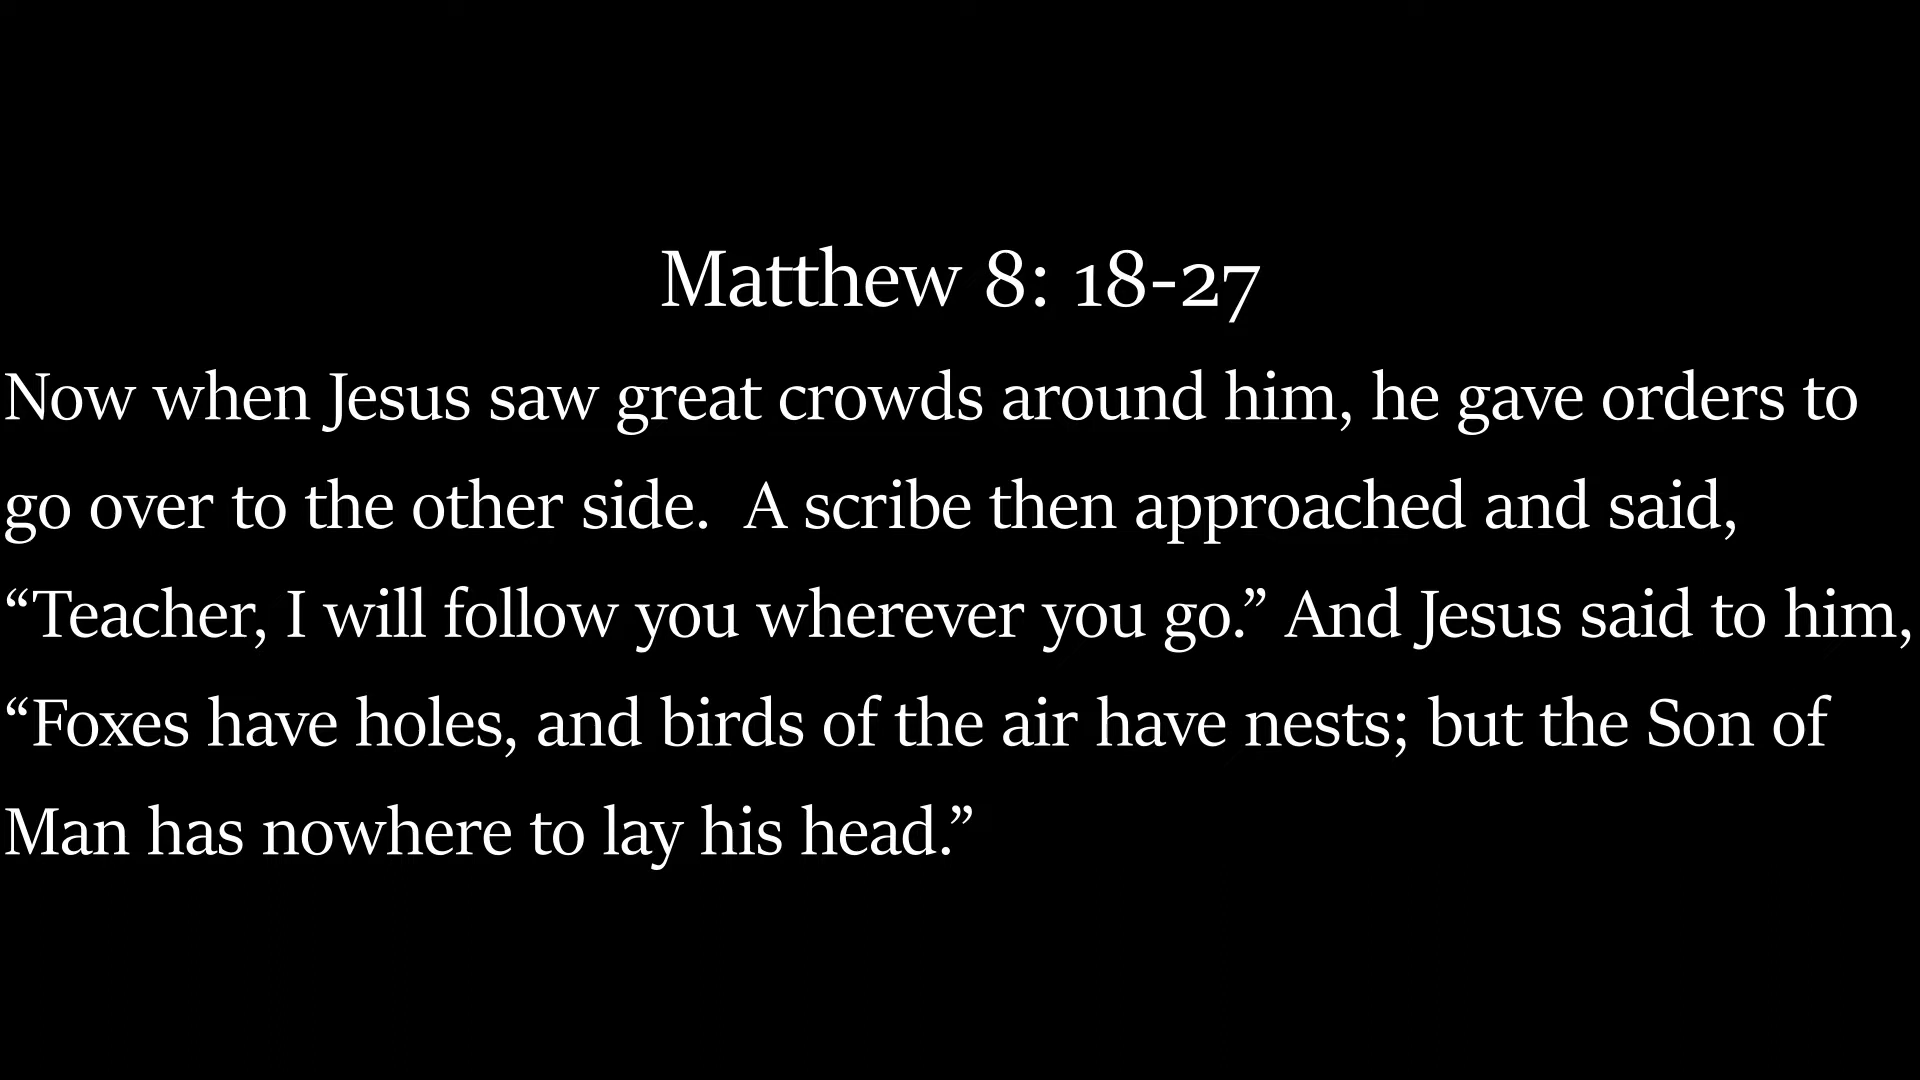 Matthew 8: 18-27
Now when Jesus saw great crowds around him, he gave orders to
go over to the other side.  A scribe then approached and said,
“Teacher, I will follow you wherever you go.” And Jesus said to him,
“Foxes have holes, and birds of the air have nests; but the Son of
Man has nowhere to lay his head.”